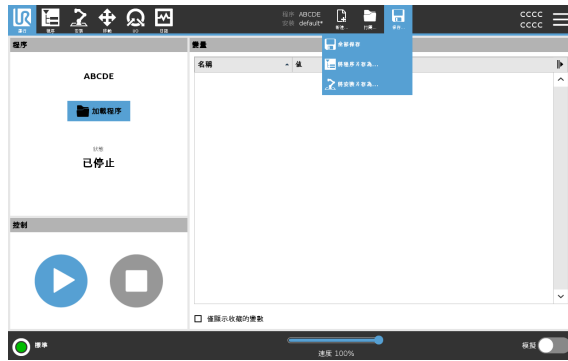 UR
運行 程序 安裝 移動 I/O 日誌
程序 ABCDE
安裝 default*
新建... 打開... 保存...
CCCC
CCCC
全部保存
將程序另存為...
將安裝另存為...
程序
ABCDE
加載程序
狀態
已停止
控制
變量
名稱 值
僅顯示收藏的變數
標準
速度 100%
模擬